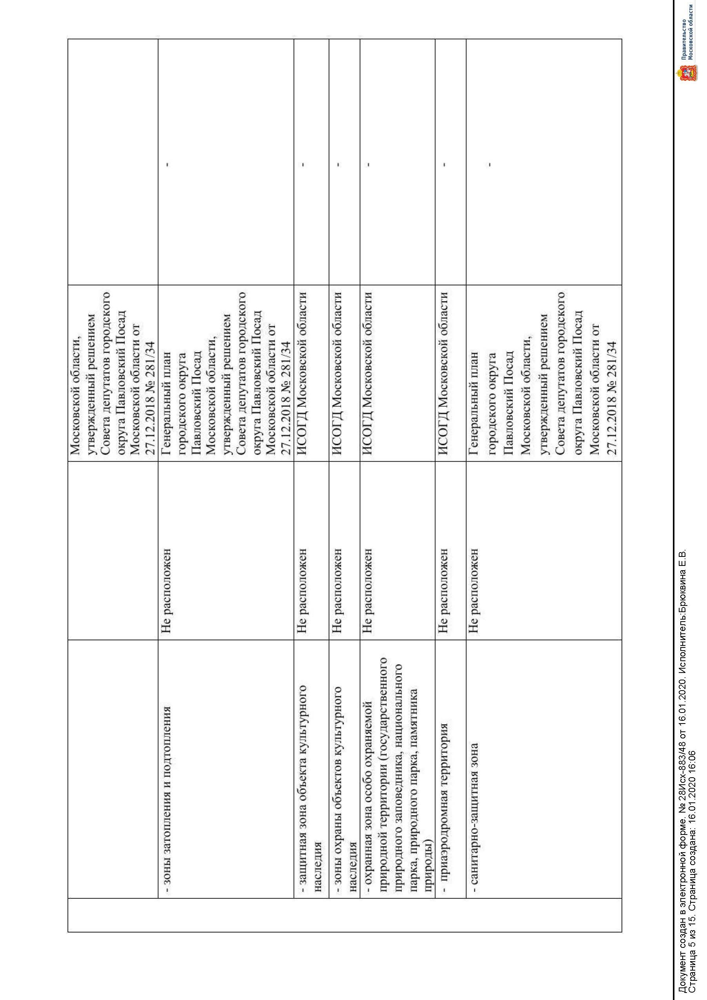 Московской области,
утвержденный решением
Совета депутатов городского
округа Павловский Посад
Московской области от
27.12.2018 № 281/34
- зоны затопления и подтопления
Не расположен
Генеральный план
городского округа
Павловский Посад
Московской области,
утвержденный решением
Совета депутатов городского
округа Павловский Посад
Московской области от
27.12.2018 № 281/34
-
- защитная зона объекта культурного
наследия
Не расположен
ИСОГД Московской области
-
- зоны охраны объектов культурного
наследия
Не расположен
ИСОГД Московской области
-
- охранная зона особо охраняемой
природной территории (государственного
природного заповедника, национального
парка, природного парка, памятника
природы)
Не расположен
ИСОГД Московской области
-
- приаэродромная территория
Не расположен
ИСОГД Московской области
-
- санитарно-защитная зона
Не расположен
Генеральный план
городского округа
Павловский Посад
Московской области,
утвержденный решением
Совета депутатов городского
округа Павловский Посад
Московской области от
27.12.2018 № 281/34
-
Документ создан в электронной форме. № 28Исх-883/48 от 16.01.2020. Исполнитель:Брюквина Е.В.
Страница 5 из 15. Страница создана: 16.01.2020 16:06
Правительство
Московской области